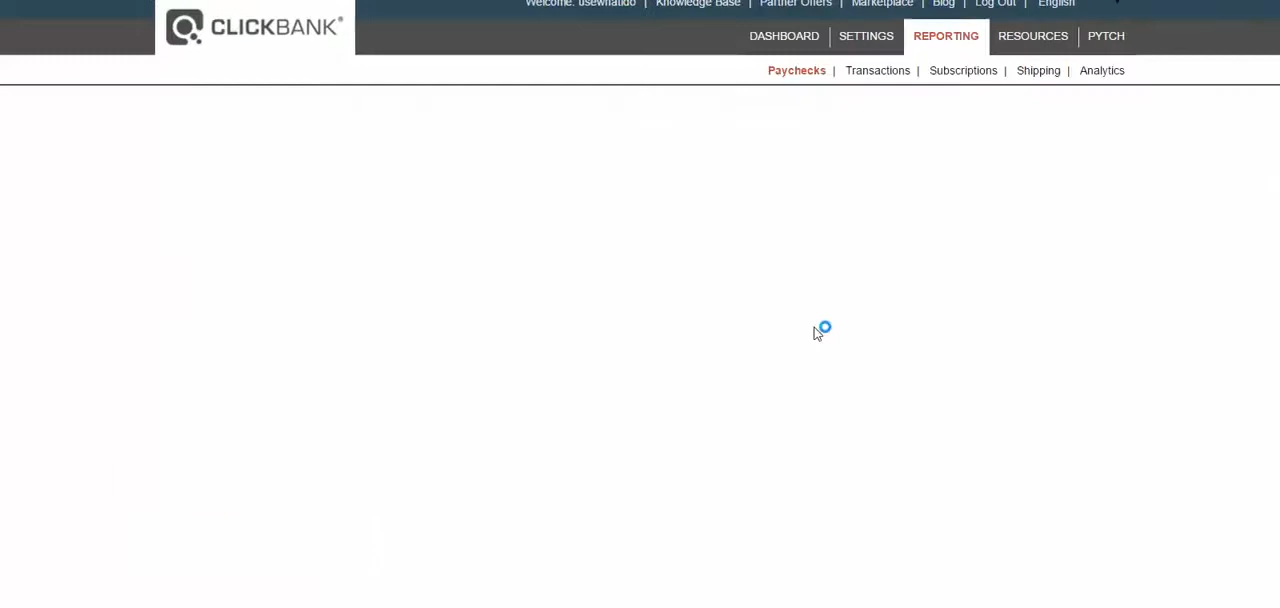 Welcome: usewhatido | Knowledge Base | Partner Offers | Marketplace | Blog | Log Out | English
CLICKBANK®
DASHBOARD | SETTINGS REPORTING RESOURCES | PYTCH
Paychecks | Transactions | Subscriptions | Shipping | Analytics